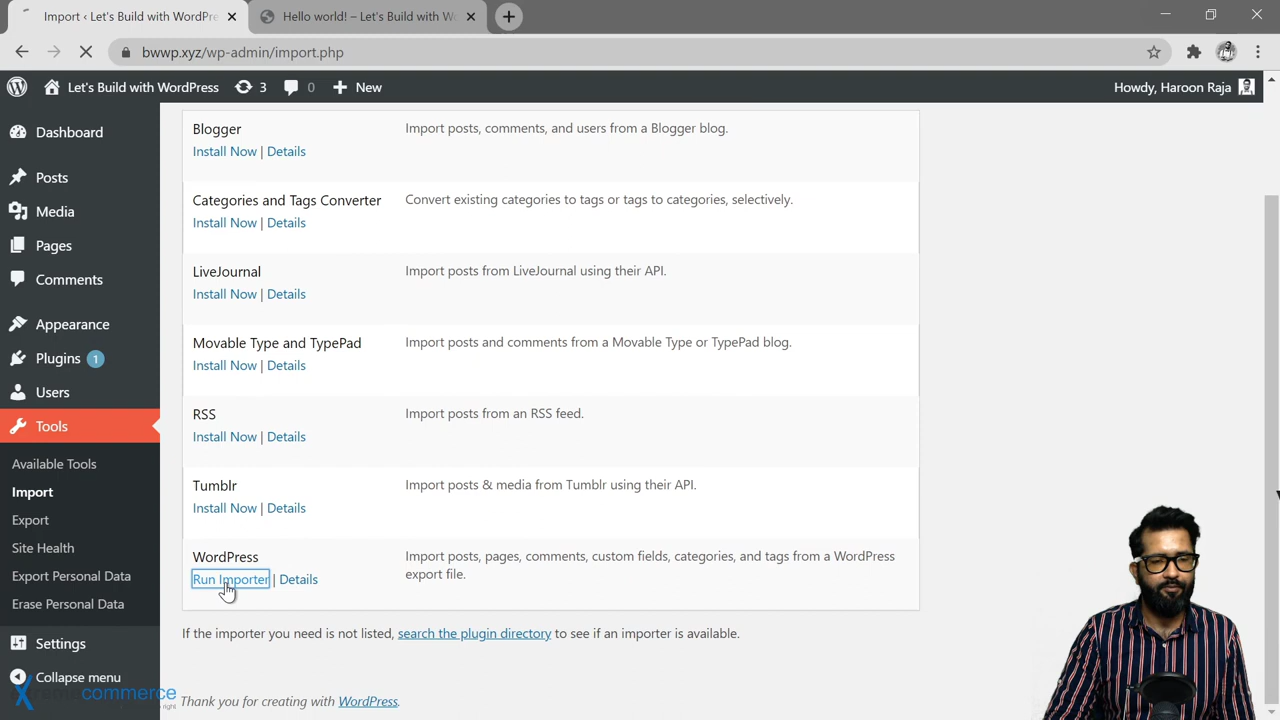 Import ‹ Let's Build with WordPre
Hello world! – Let's Build with Wo
bwwp.xyz/wp-admin/import.php
Let's Build with WordPress 3 0 New
Howdy, Haroon Raja
Dashboard
Posts
Media
Pages
Comments
Appearance
Plugins 1
Users
Tools
Available Tools
Import
Export
Site Health
Export Personal Data
Erase Personal Data
Settings
Collapse menu
Blogger
Install Now | Details
Import posts, comments, and users from a Blogger blog.
Categories and Tags Converter
Install Now | Details
Convert existing categories to tags or tags to categories, selectively.
LiveJournal
Install Now | Details
Import posts from LiveJournal using their API.
Movable Type and TypePad
Install Now | Details
Import posts and comments from a Movable Type or TypePad blog.
RSS
Install Now | Details
Import posts from an RSS feed.
Tumblr
Install Now | Details
Import posts & media from Tumblr using their API.
WordPress
Run Importer | Details
Import posts, pages, comments, custom fields, categories, and tags from a WordPress
export file.
If the importer you need is not listed, search the plugin directory to see if an importer is available.
Thank you for creating with WordPress.